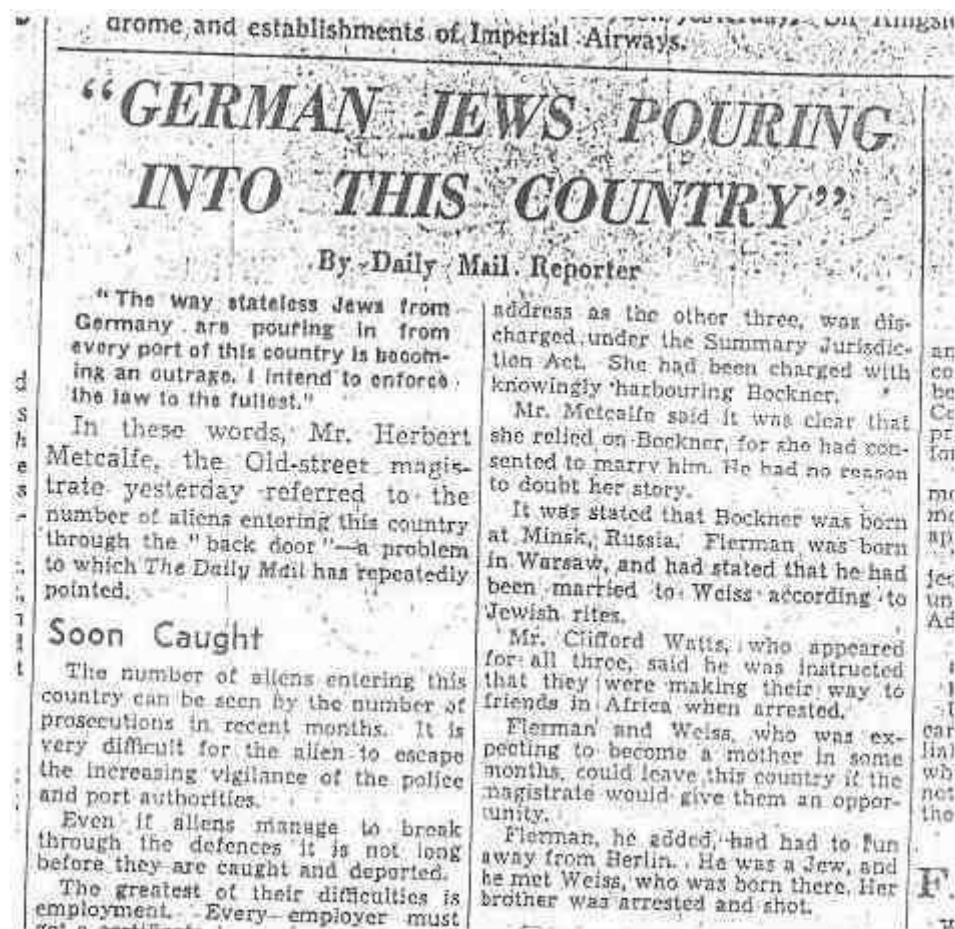 drome and establishments of Imperial Airways.
"GERMAN JEWS POURING
INTO THIS COUNTRY"
By Daily Mail Reporter
"The way stateless Jews from
Germany are pouring in from
every port of this country is becom-
ing an outrage. I intend to enforce
the law to the fullest."
In these words, Mr. Herbert
Metcalfe, the Old-street magis-
trate yesterday referred to the
number of aliens entering this country
through the "back door"—a problem
to which The Daily Mail has repeatedly
pointed.
Soon Caught
The number of aliens entering this
country can be seen by the number of
prosecutions in recent months. It is
very difficult for the alien to escape
the increasing vigilance of the police
and port authorities.
Even if aliens manage to break
through the defences it is not long
before they are caught and deported.
The greatest of their difficulties is
employment. Every employer must
address as the other three, was dis-
charged under the Summary Jurisdic-
tion Act. She had been charged with
knowingly harbouring Bockner.
Mr. Metcalfe said it was clear that
she relied on Bockner, for she had con-
sented to marry him. He had no reason
to doubt her story.
It was stated that Bockner was born
at Minsk, Russia. Fierman was born
in Warsaw, and had stated that he had
been married to Weiss according to
Jewish rites.
Mr. Clifford Watts, who appeared
for all three, said he was instructed
that they were making their way to
friends in Africa when arrested.
Fierman and Weiss, who was ex-
pecting to become a mother in some
months, could leave this country if the
magistrate would give them an oppor-
tunity.
Fierman, he added, had had to run
away from Berlin. He was a Jew, and
he met Weiss, who was born there. Her
brother was arrested and shot.